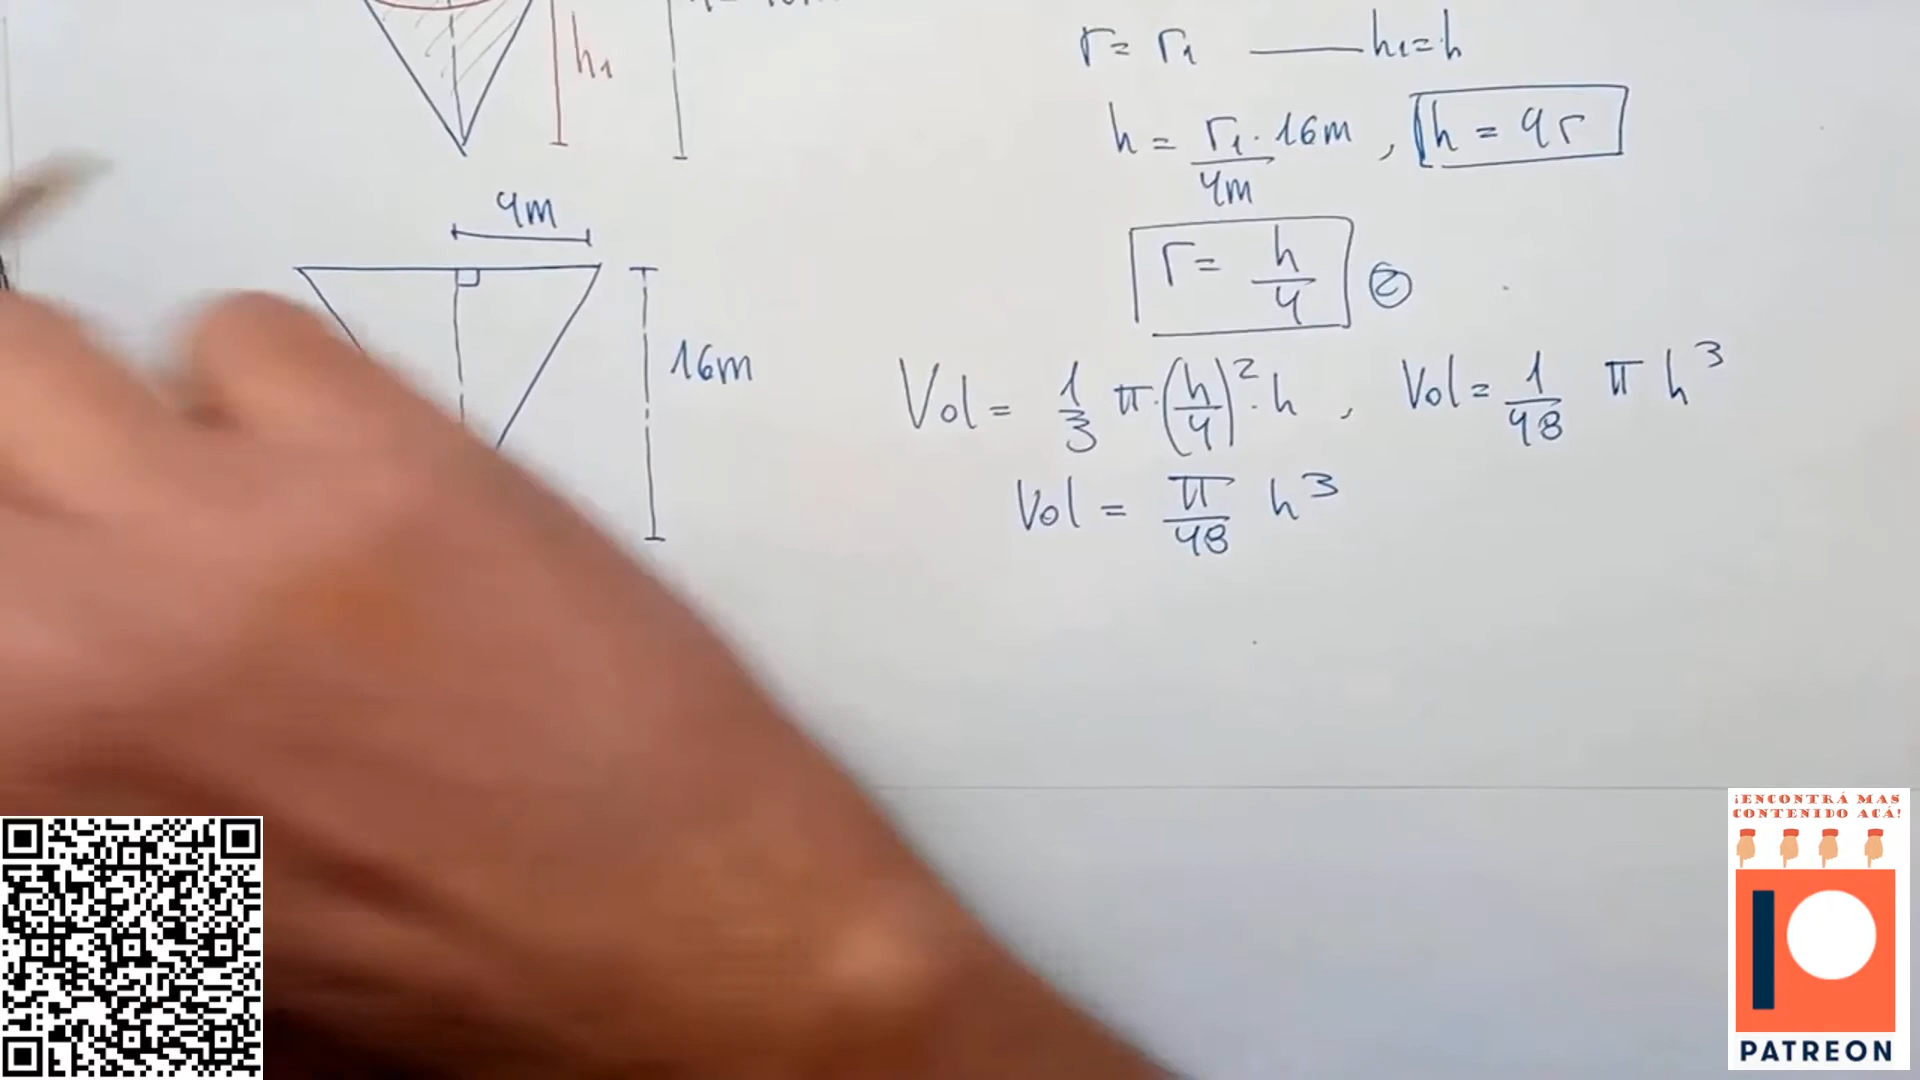 h₁
r = r₁ —— h₁ = h
h = r₁ · 16m / 4m , h = 4r
4m
r = h/4 ②
16m
Vol = 1/3 π · (h/4)² · h , Vol = 1/48 π h³
Vol = π/48 h³
¡ENCONTRÁ MAS
CONTENIDO ACÁ!
PATREON